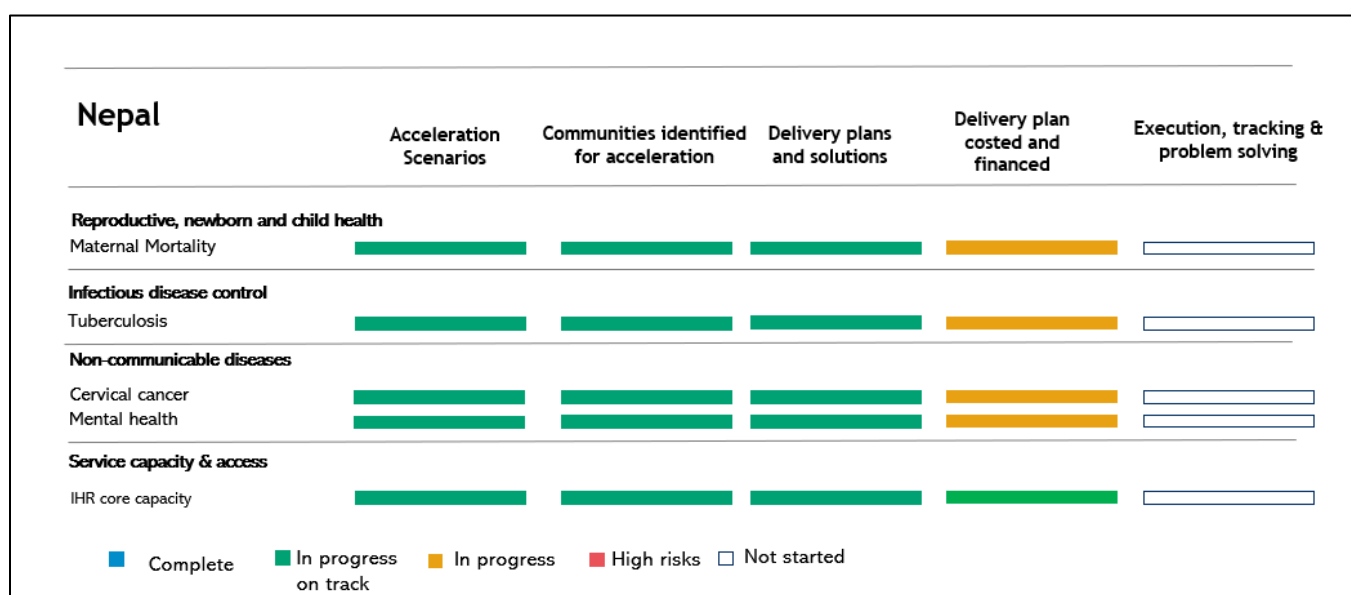 Nepal
Acceleration
Scenarios
Communities identified
for acceleration
Delivery plans
and solutions
Delivery plan
costed and
financed
Execution, tracking &
problem solving
Reproductive, newborn and child health
Maternal Mortality
Infectious disease control
Tuberculosis
Non-communicable diseases
Cervical cancer
Mental health
Service capacity & access
IHR core capacity
Complete
In progress
on track
In progress
High risks
Not started